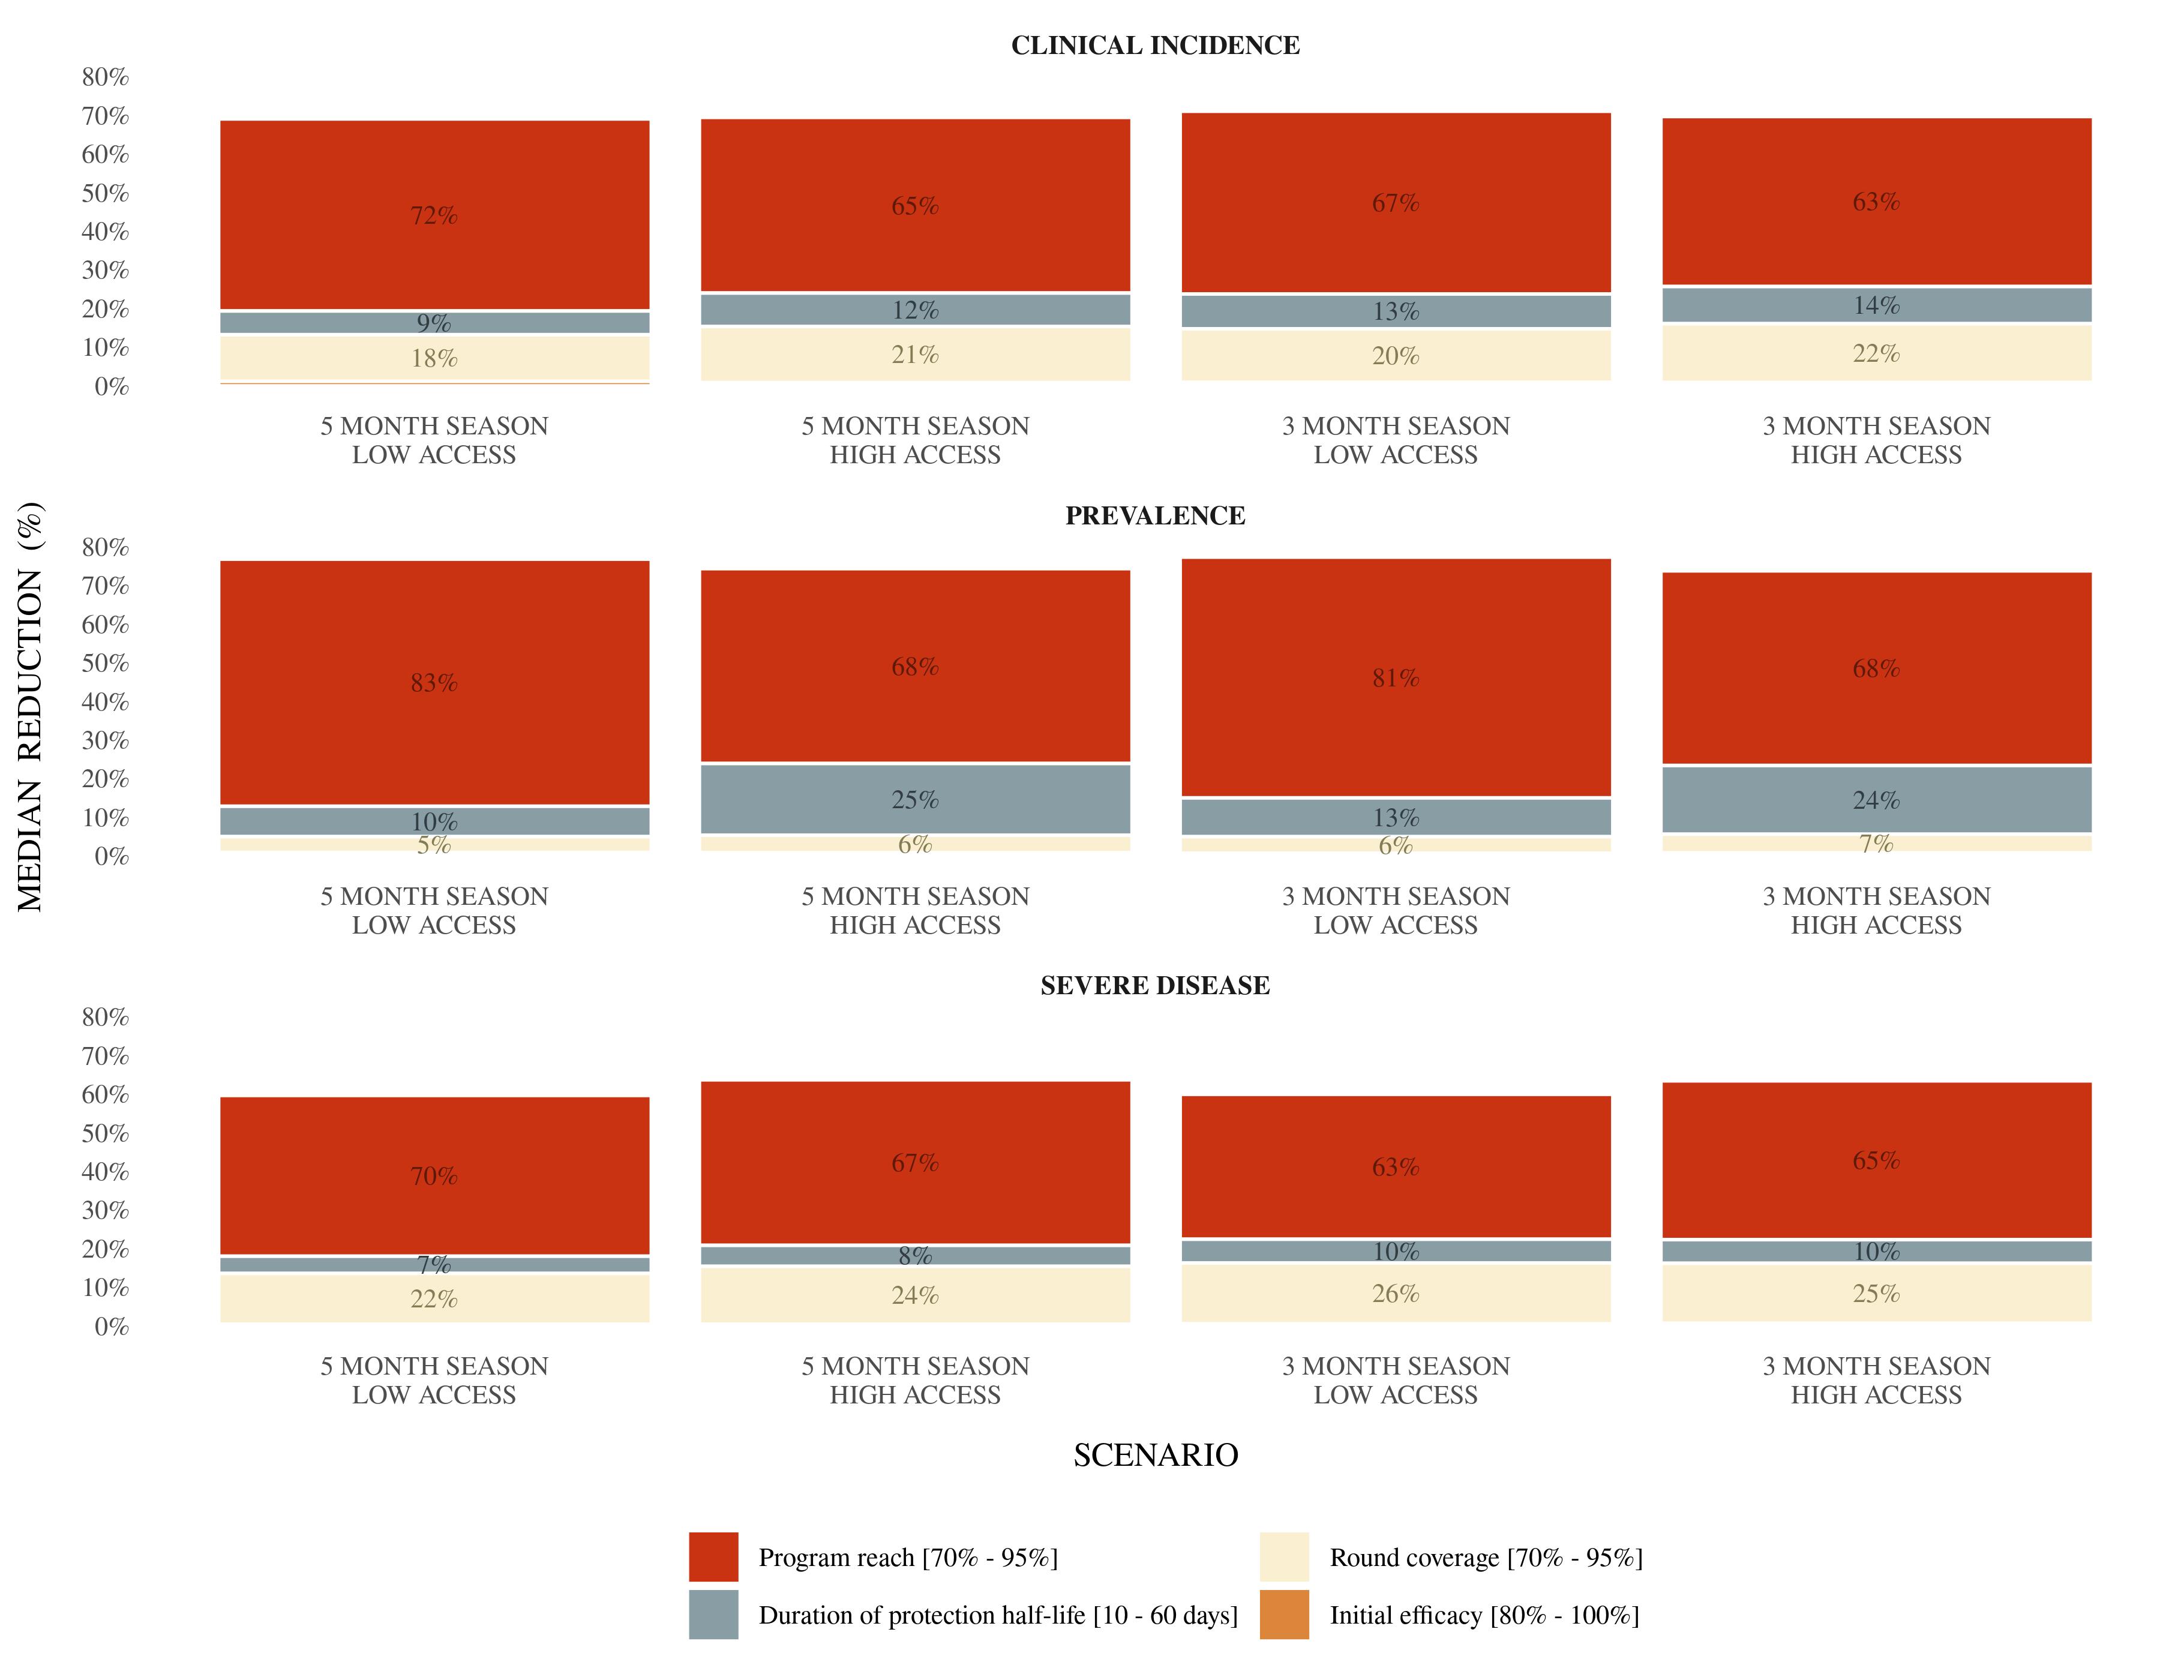 CLINICAL INCIDENCE
80%
70%
60%
50%
40%
30%
20%
10%
0%
72%
9%
18%
65%
12%
21%
67%
13%
20%
63%
14%
22%
5 MONTH SEASON
LOW ACCESS
5 MONTH SEASON
HIGH ACCESS
3 MONTH SEASON
LOW ACCESS
3 MONTH SEASON
HIGH ACCESS
MEDIAN REDUCTION (%)
PREVALENCE
80%
70%
60%
50%
40%
30%
20%
10%
0%
83%
10%
5%
68%
25%
6%
81%
13%
6%
68%
24%
7%
5 MONTH SEASON
LOW ACCESS
5 MONTH SEASON
HIGH ACCESS
3 MONTH SEASON
LOW ACCESS
3 MONTH SEASON
HIGH ACCESS
SEVERE DISEASE
80%
70%
60%
50%
40%
30%
20%
10%
0%
70%
7%
22%
67%
8%
24%
63%
10%
26%
65%
10%
25%
5 MONTH SEASON
LOW ACCESS
5 MONTH SEASON
HIGH ACCESS
3 MONTH SEASON
LOW ACCESS
3 MONTH SEASON
HIGH ACCESS
SCENARIO
Program reach [70% - 95%]
Round coverage [70% - 95%]
Duration of protection half-life [10 - 60 days]
Initial efficacy [80% - 100%]